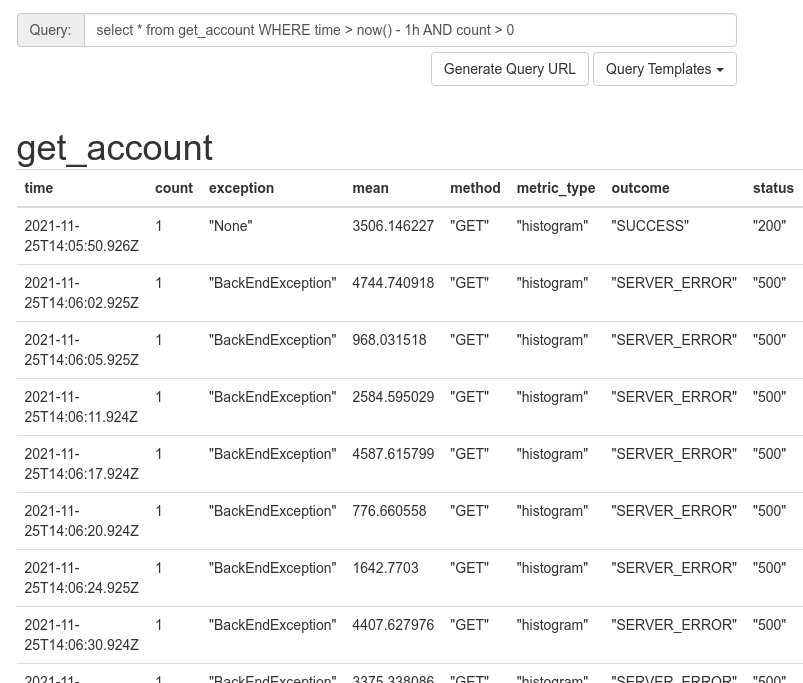 Query: select * from get_account WHERE time > now() - 1h AND count > 0
Generate Query URL Query Templates
get_account
time count exception mean method metric_type outcome status
2021-11-25T14:05:50.926Z 1 "None" 3506.146227 "GET" "histogram" "SUCCESS" "200"
2021-11-25T14:06:02.925Z 1 "BackEndException" 4744.740918 "GET" "histogram" "SERVER_ERROR" "500"
2021-11-25T14:06:05.925Z 1 "BackEndException" 968.031518 "GET" "histogram" "SERVER_ERROR" "500"
2021-11-25T14:06:11.924Z 1 "BackEndException" 2584.595029 "GET" "histogram" "SERVER_ERROR" "500"
2021-11-25T14:06:17.924Z 1 "BackEndException" 4587.615799 "GET" "histogram" "SERVER_ERROR" "500"
2021-11-25T14:06:20.924Z 1 "BackEndException" 776.660558 "GET" "histogram" "SERVER_ERROR" "500"
2021-11-25T14:06:24.925Z 1 "BackEndException" 1642.7703 "GET" "histogram" "SERVER_ERROR" "500"
2021-11-25T14:06:30.924Z 1 "BackEndException" 4407.627976 "GET" "histogram" "SERVER_ERROR" "500"
2021-11- 1 "BackEndException" 3375.338086 "GET" "histogram" "SERVER_ERROR" "500"